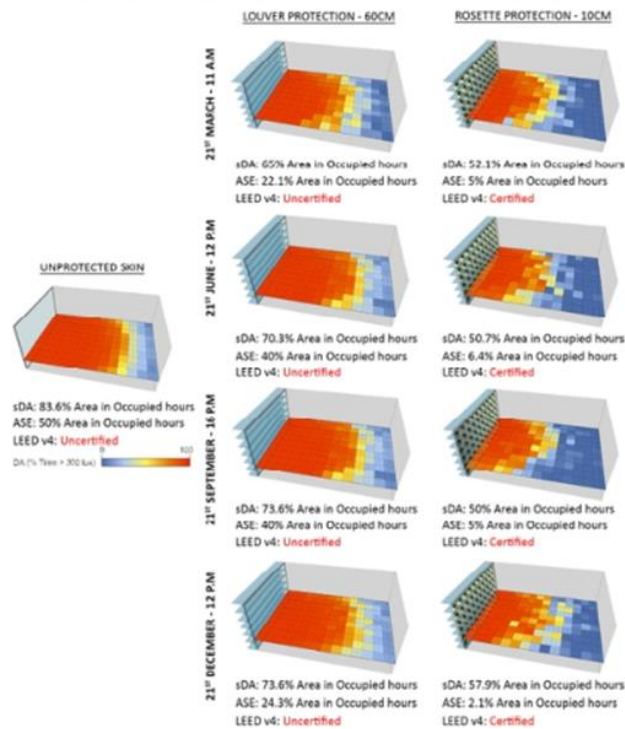 LOUVER PROTECTION - 60CM
ROSETTE PROTECTION - 10CM
21ST MARCH - 11 A.M
sDA: 65% Area in Occupied hours
ASE: 22.1% Area in Occupied hours
LEED v4: Uncertified
sDA: 52.1% Area in Occupied hours
ASE: 5% Area in Occupied hours
LEED v4: Certified
UNPROTECTED SKIN
sDA: 83.6% Area in Occupied hours
ASE: 50% Area in Occupied hours
LEED v4: Uncertified
0
100
DA (% Time > 300 lux)
21ST JUNE - 12 P.M
sDA: 70.3% Area in Occupied hours
ASE: 40% Area in Occupied hours
LEED v4: Uncertified
sDA: 50.7% Area in Occupied hours
ASE: 6.4% Area in Occupied hours
LEED v4: Certified
21ST SEPTEMBER - 16 P.M
sDA: 73.6% Area in Occupied hours
ASE: 40% Area in Occupied hours
LEED v4: Uncertified
sDA: 50% Area in Occupied hours
ASE: 5% Area in Occupied hours
LEED v4: Certified
21ST DECEMBER - 12 P.M
sDA: 73.6% Area in Occupied hours
ASE: 24.3% Area in Occupied hours
LEED v4: Uncertified
sDA: 57.9% Area in Occupied hours
ASE: 2.1% Area in Occupied hours
LEED v4: Certified